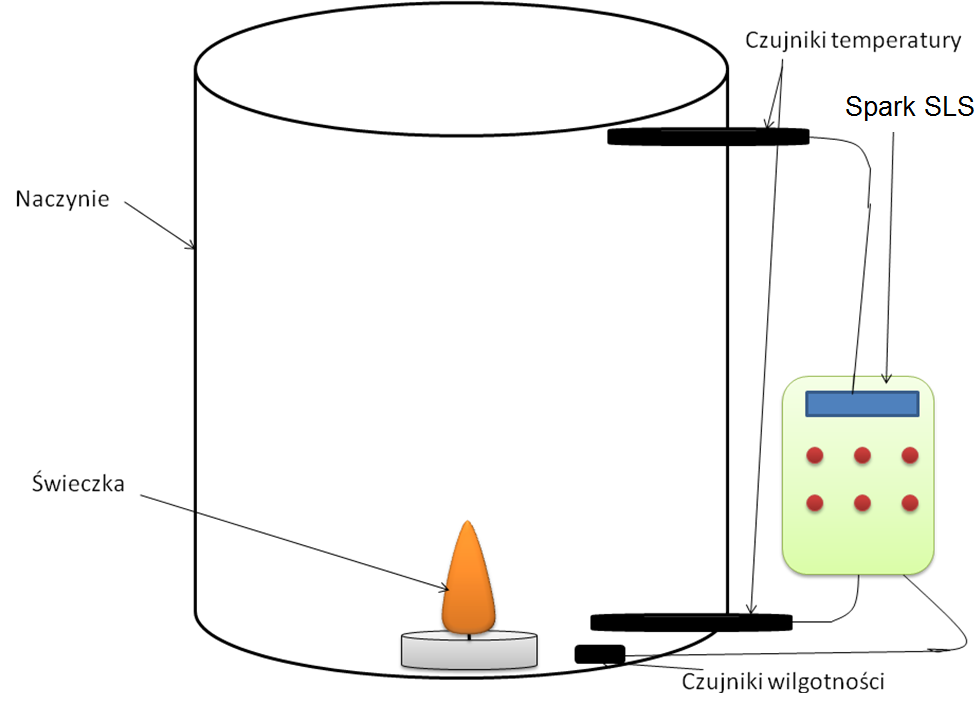 Czujniki temperatury
Spark SLS
Naczynie
Świeczka
Czujniki wilgotności